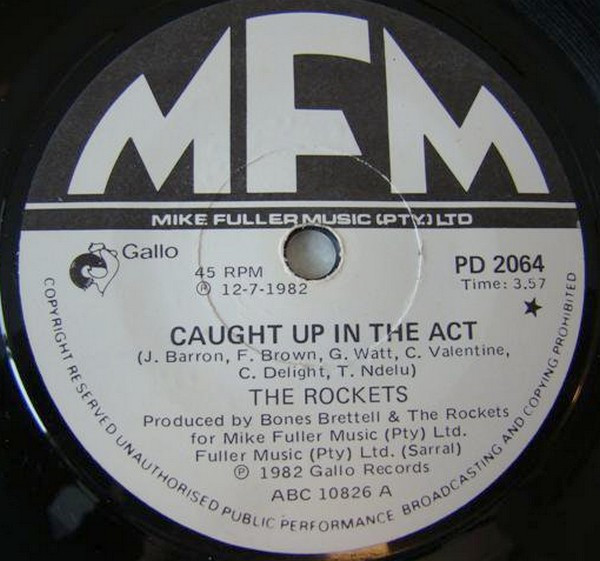 MFM
MIKE FULLER MUSIC (PTY.) LTD
Gallo
45 RPM
Ⓟ 12-7-1982
PD 2064
Time: 3.57
★
CAUGHT UP IN THE ACT
(J. Barron, F. Brown, G. Watt, C. Valentine,
C. Delight, T. Ndelu)
THE ROCKETS
Produced by Bones Brettell & The Rockets
for Mike Fuller Music (Pty) Ltd.
Fuller Music (Pty) Ltd. (Sarral)
Ⓟ 1982 Gallo Records
ABC 10826 A
COPYRIGHT RESERVED UNAUTHORISED PUBLIC PERFORMANCE BROADCASTING AND COPYING PROHIBITED